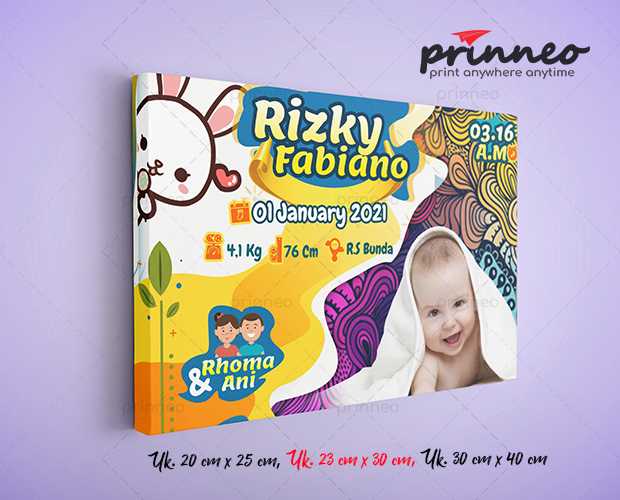 prinneo
print anywhere anytime
Rizky
Fabiano
03.16
A.M
01 January 2021
4,1 Kg
76 Cm
R.S Bunda
Rhoma
& Ani
Uk. 20 cm x 25 cm, Uk. 23 cm x 30 cm, Uk. 30 cm x 40 cm
prinneo